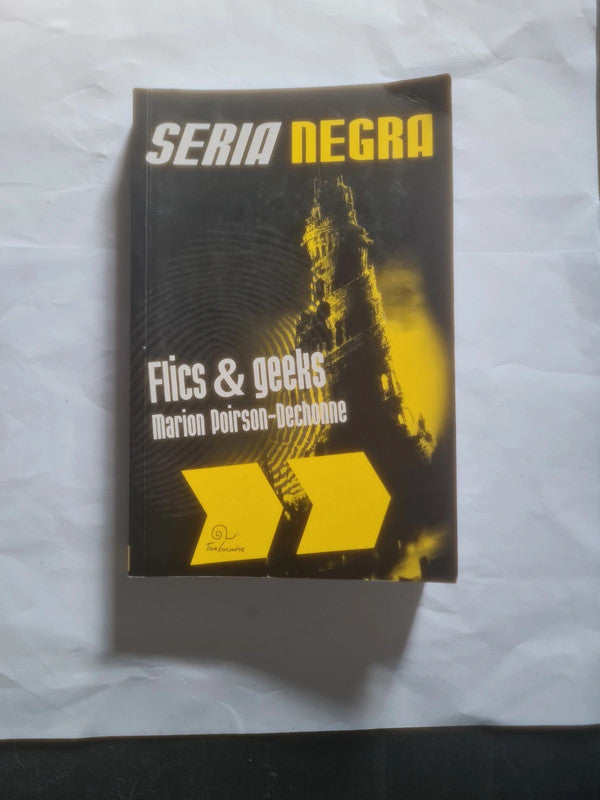 SERIA NEGRA
Flics & geeks
Marion Poirson-Dechonne